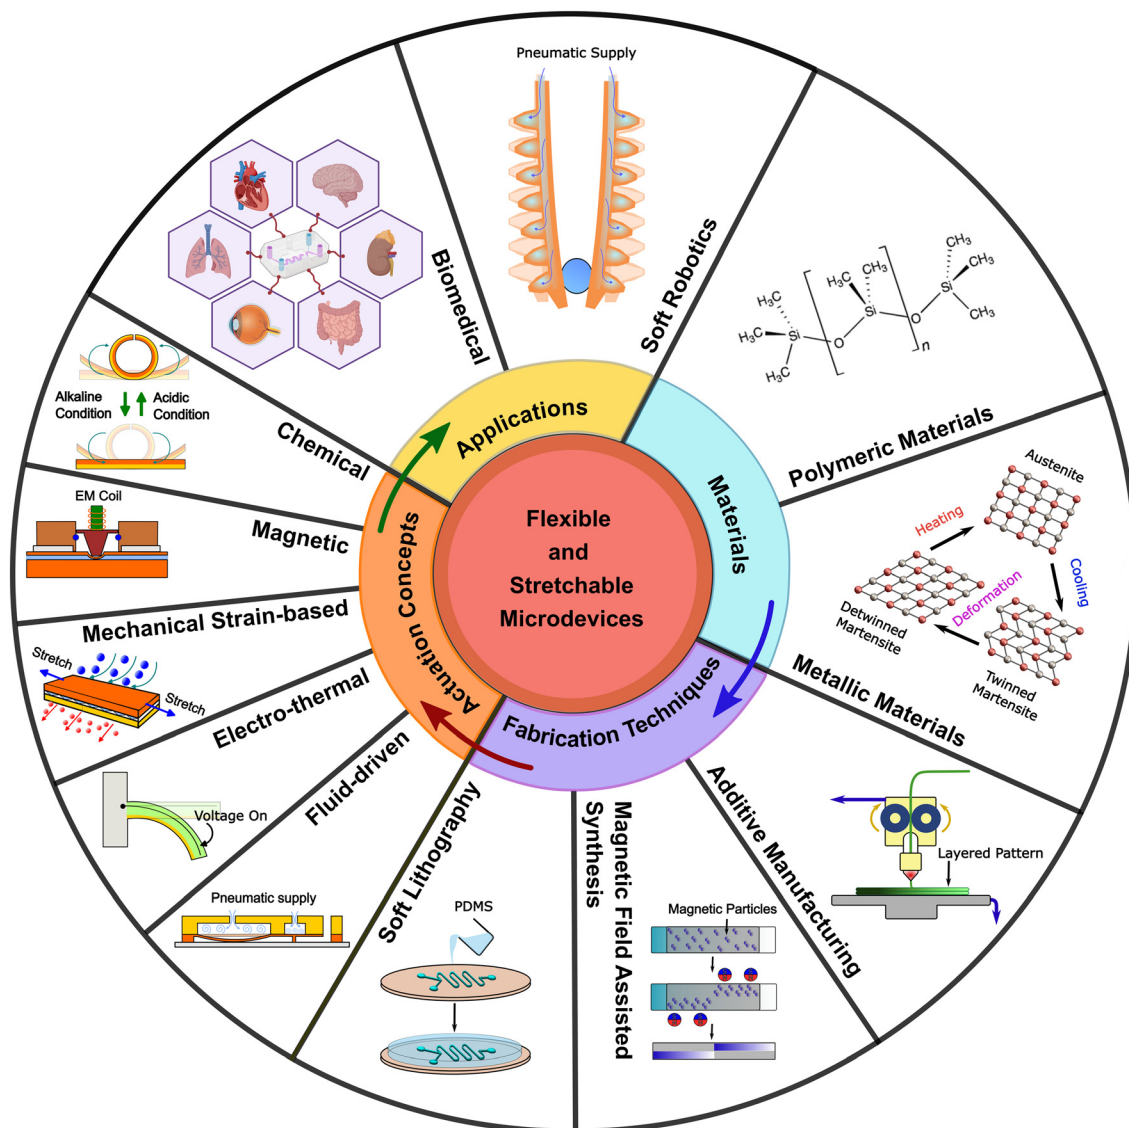 Flexible
and
Stretchable
Microdevices
Applications
Materials
Fabrication Techniques
Actuation Concepts
Pneumatic Supply
Soft Robotics
CH₃
H₃C
CH₃
CH₃
H₃C
Si
H₃C
Si
CH₃
H₃C
Si
O
O
O
H₃C
n
Polymeric Materials
Austenite
Heating
Cooling
Deformation
Detwinned
Martensite
Twinned
Martensite
Metallic Materials
Layered Pattern
Additive Manufacturing
Magnetic Particles
Magnetic Field Assisted
Synthesis
PDMS
Soft Lithography
Pneumatic supply
Fluid-driven
Voltage On
Electro-thermal
Stretch
Stretch
Mechanical Strain-based
EM Coil
Magnetic
Alkaline
Condition
Acidic
Condition
Chemical
Biomedical